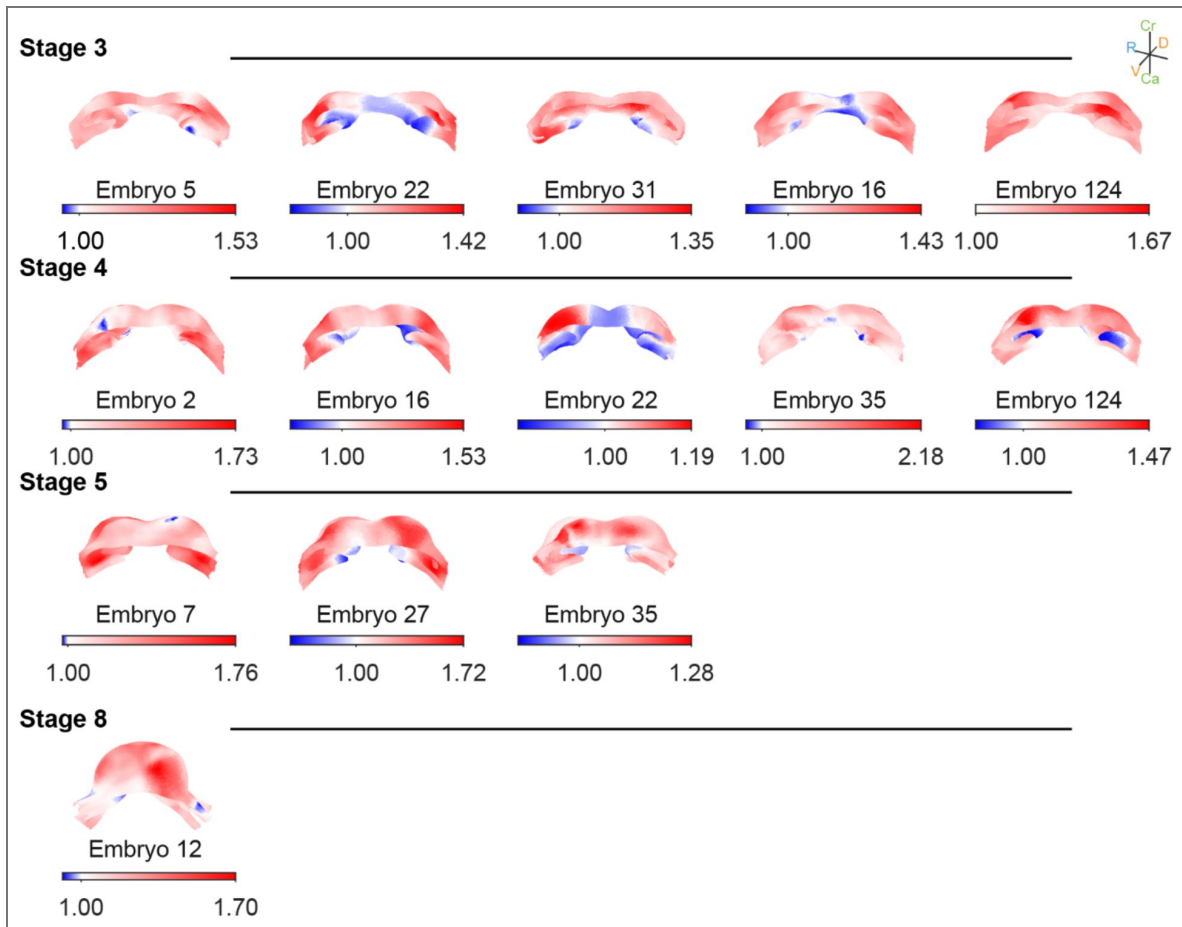 Stage 3
Cr
R D
V
Ca
Embryo 5 Embryo 22 Embryo 31 Embryo 16 Embryo 124
1.00 1.53 1.00 1.42 1.00 1.35 1.00 1.43 1.00 1.67
Stage 4
Embryo 2 Embryo 16 Embryo 22 Embryo 35 Embryo 124
1.00 1.73 1.00 1.53 1.00 1.19 1.00 2.18 1.00 1.47
Stage 5
Embryo 7 Embryo 27 Embryo 35
1.00 1.76 1.00 1.72 1.00 1.28
Stage 8
Embryo 12
1.00 1.70